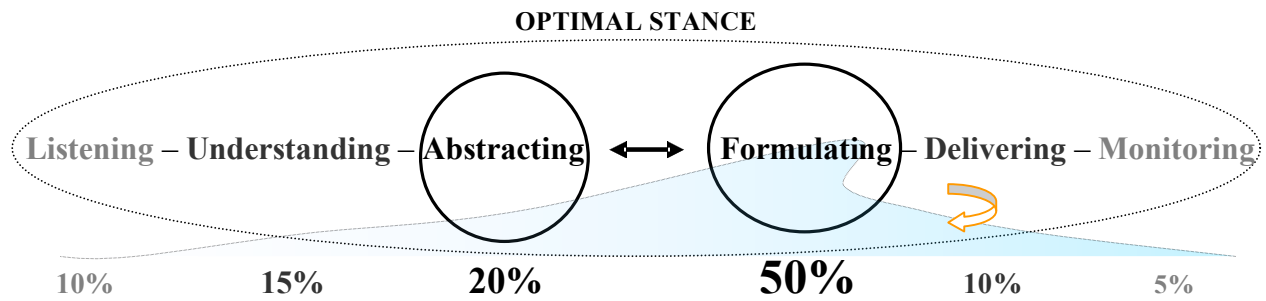 OPTIMAL STANCE
Listening – Understanding – Abstracting Formulating – Delivering – Monitoring
10% 15% 20% 50% 10% 5%